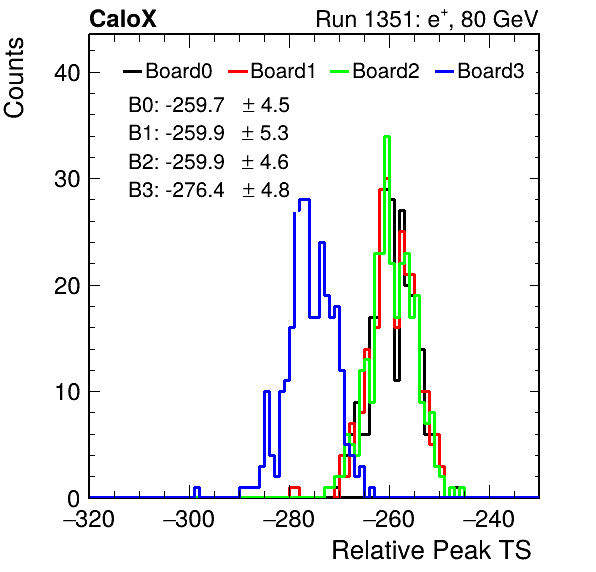 CaloX Run 1351: e⁺, 80 GeV
Counts
Board0 Board1 Board2 Board3
B0: -259.7 ± 4.5
B1: -259.9 ± 5.3
B2: -259.9 ± 4.6
B3: -276.4 ± 4.8
40
30
20
10
0
−320 −300 −280 −260 −240
Relative Peak TS